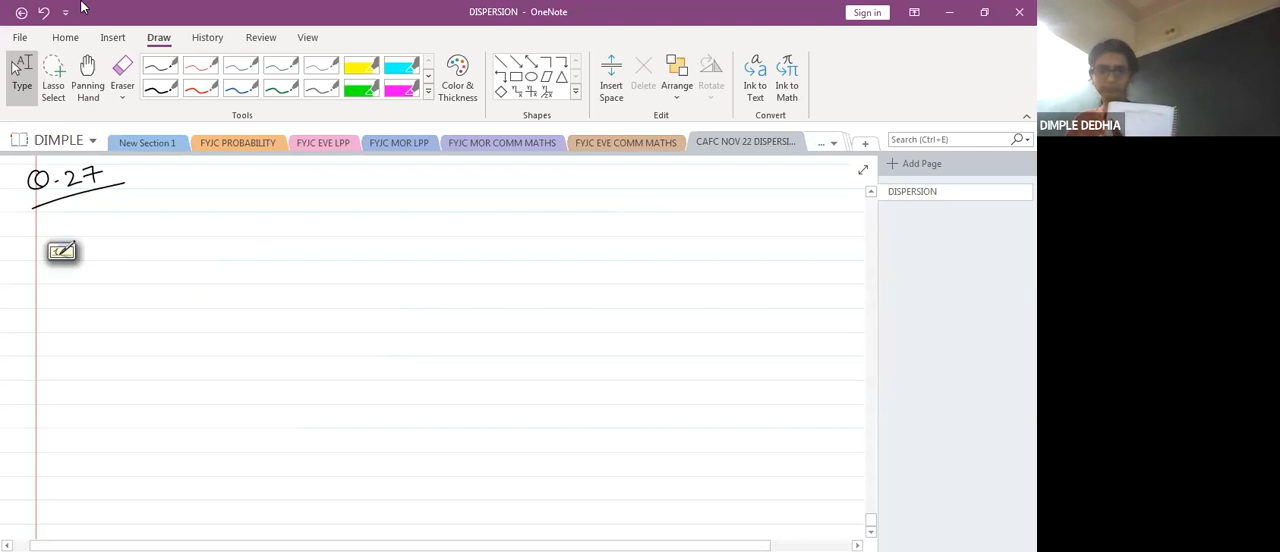 DISPERSION - OneNote
Sign in
File
Home
Insert
Draw
History
Review
View
Type
Lasso Select
Panning Hand
Eraser
Color & Thickness
Insert Space
Delete
Arrange
Rotate
Ink to Text
Ink to Math
Tools
Shapes
Edit
Convert
DIMPLE DEDHIA
DIMPLE
New Section 1
FYJC PROBABILITY
FYJC EVE LPP
FYJC MOR LPP
FYJC MOR COMM MATHS
FYJC EVE COMM MATHS
CAFC NOV 22 DISPERSI...
...
Search (Ctrl+E)
Add Page
DISPERSION
Q.27